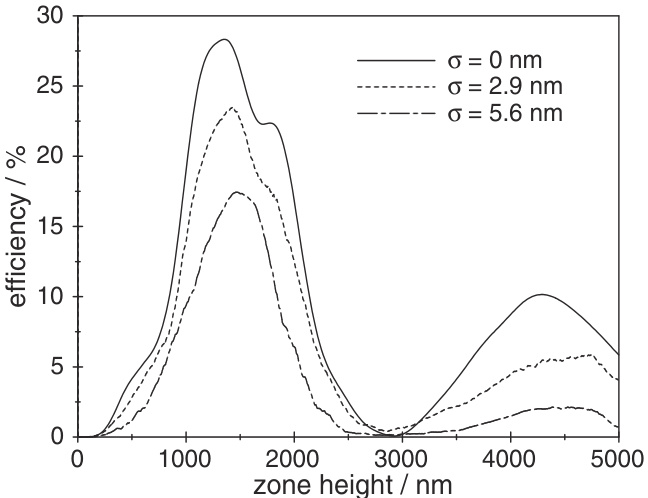 30
25
20
15
10
5
0
efficiency / %
σ = 0 nm
σ = 2.9 nm
σ = 5.6 nm
0 1000 2000 3000 4000 5000
zone height / nm